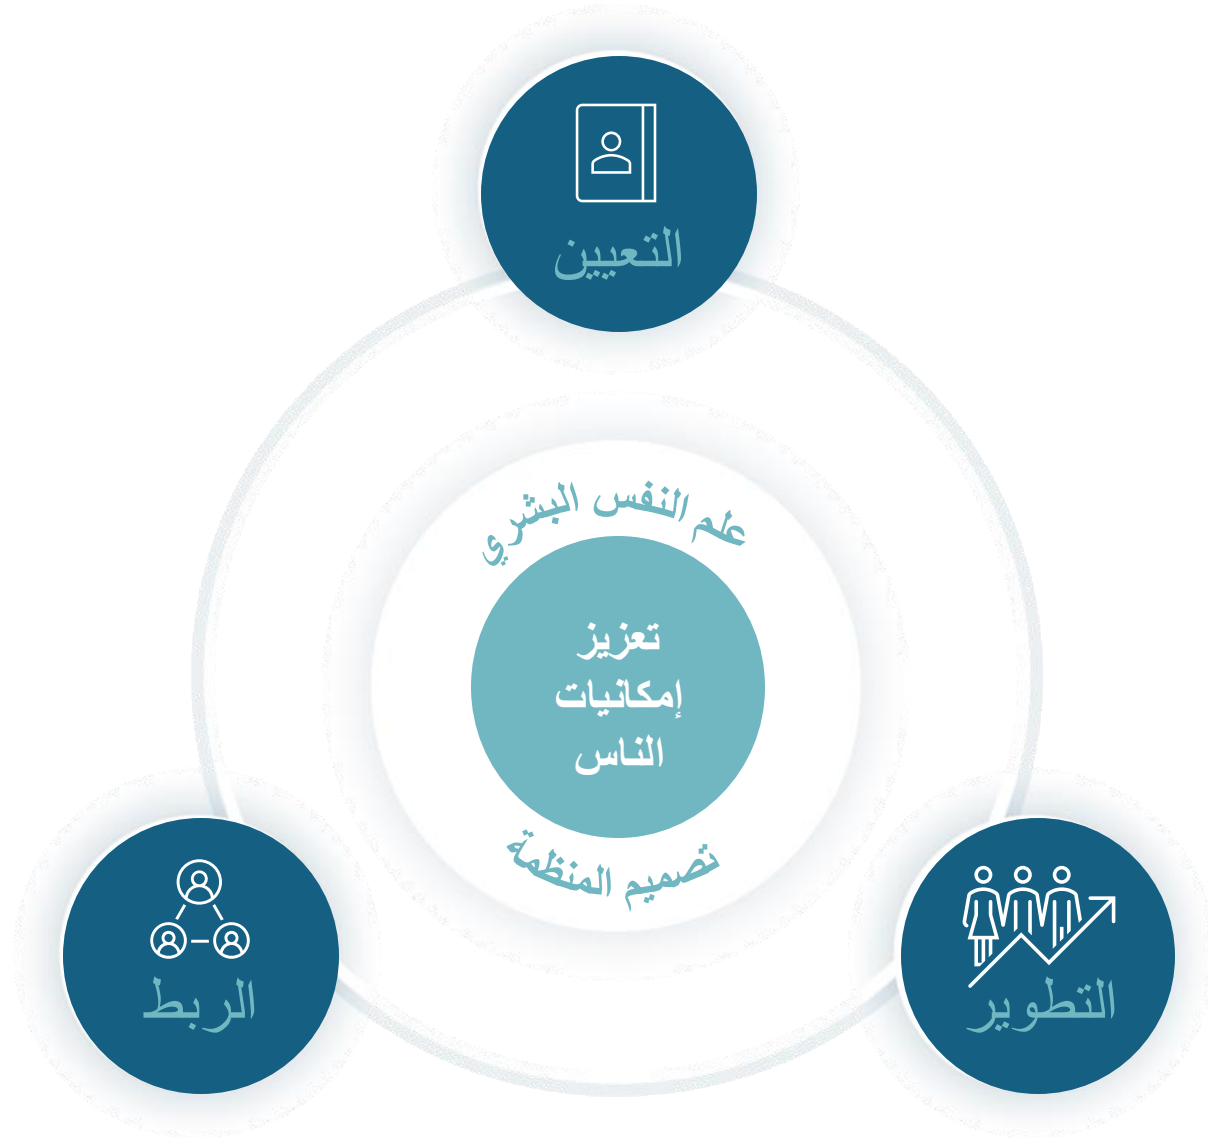 التعيين
علم النفس البشري
تعزيز
إمكانيات
الناس
تصميم المنظمة
التطوير
الربط